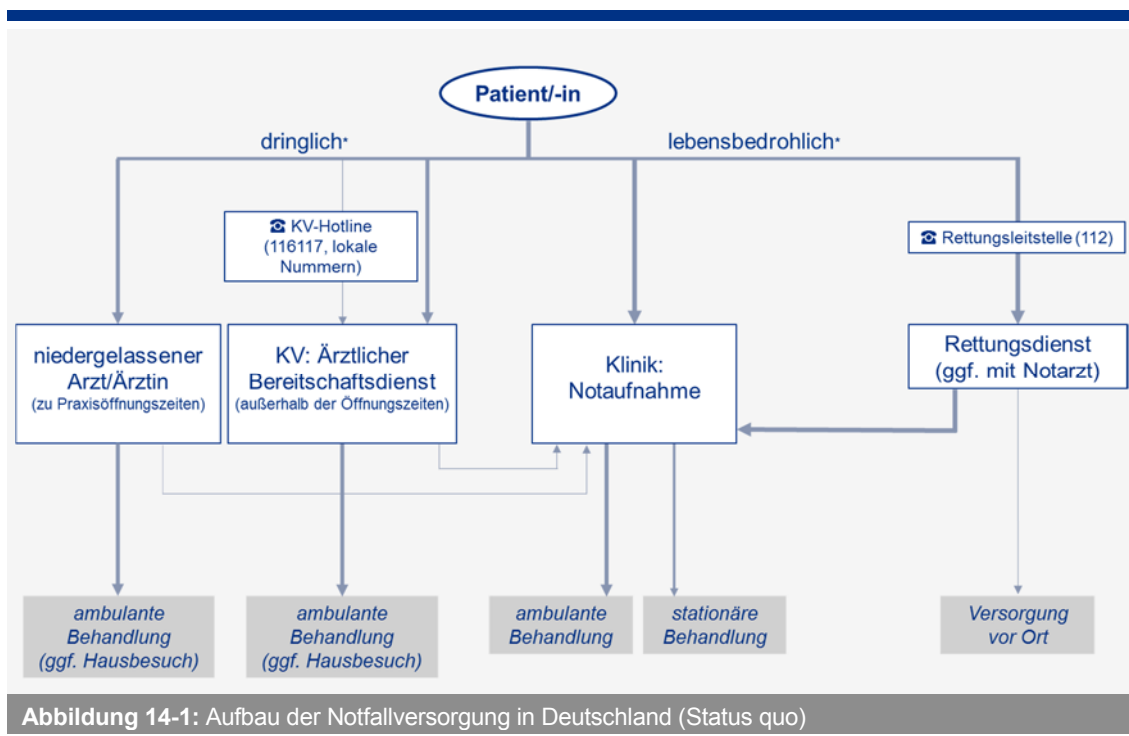 Patient/-in
dringlich*
lebensbedrohlich*
☎ KV-Hotline
(116117, lokale
Nummern)
☎ Rettungsleitstelle (112)
niedergelassener
Arzt/Ärztin
(zu Praxisöffnungszeiten)
KV: Ärztlicher
Bereitschaftsdienst
(außerhalb der Öffnungszeiten)
Klinik:
Notaufnahme
Rettungsdienst
(ggf. mit Notarzt)
ambulante
Behandlung
(ggf. Hausbesuch)
ambulante
Behandlung
(ggf. Hausbesuch)
ambulante
Behandlung
stationäre
Behandlung
Versorgung
vor Ort
Abbildung 14-1: Aufbau der Notfallversorgung in Deutschland (Status quo)